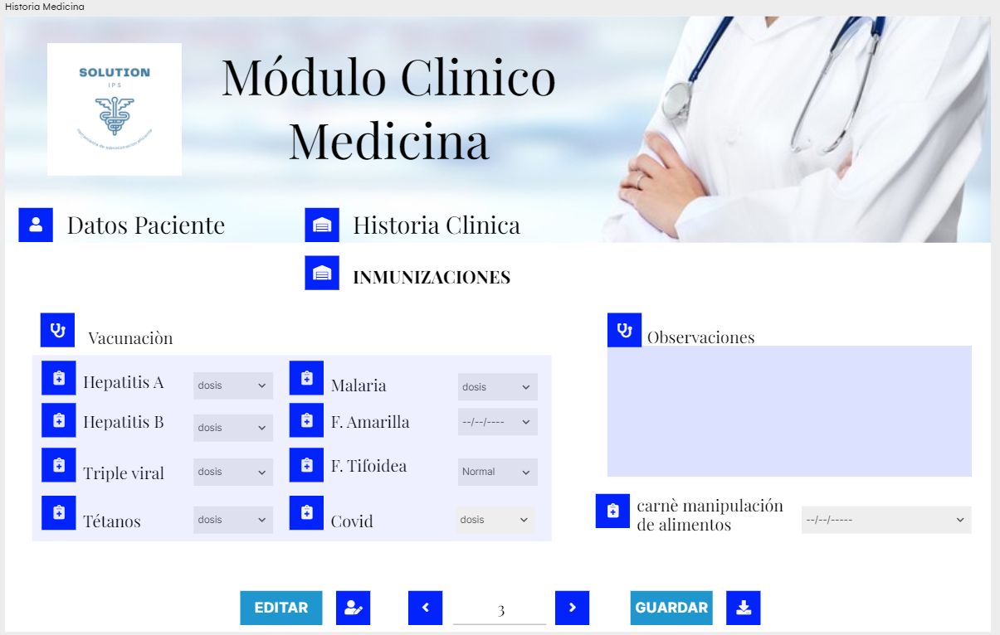 Historia Medicina
SOLUTION
IPS
Módulo Clinico
Medicina
Datos Paciente
Historia Clinica
INMUNIZACIONES
Vacunaciòn
Observaciones
Hepatitis A
dosis
Malaria
dosis
Hepatitis B
dosis
F. Amarilla
--/--/----
Triple viral
dosis
F. Tifoidea
Normal
Tétanos
dosis
Covid
dosis
carnè manipulación
de alimentos
--/--/-----
EDITAR
3
GUARDAR